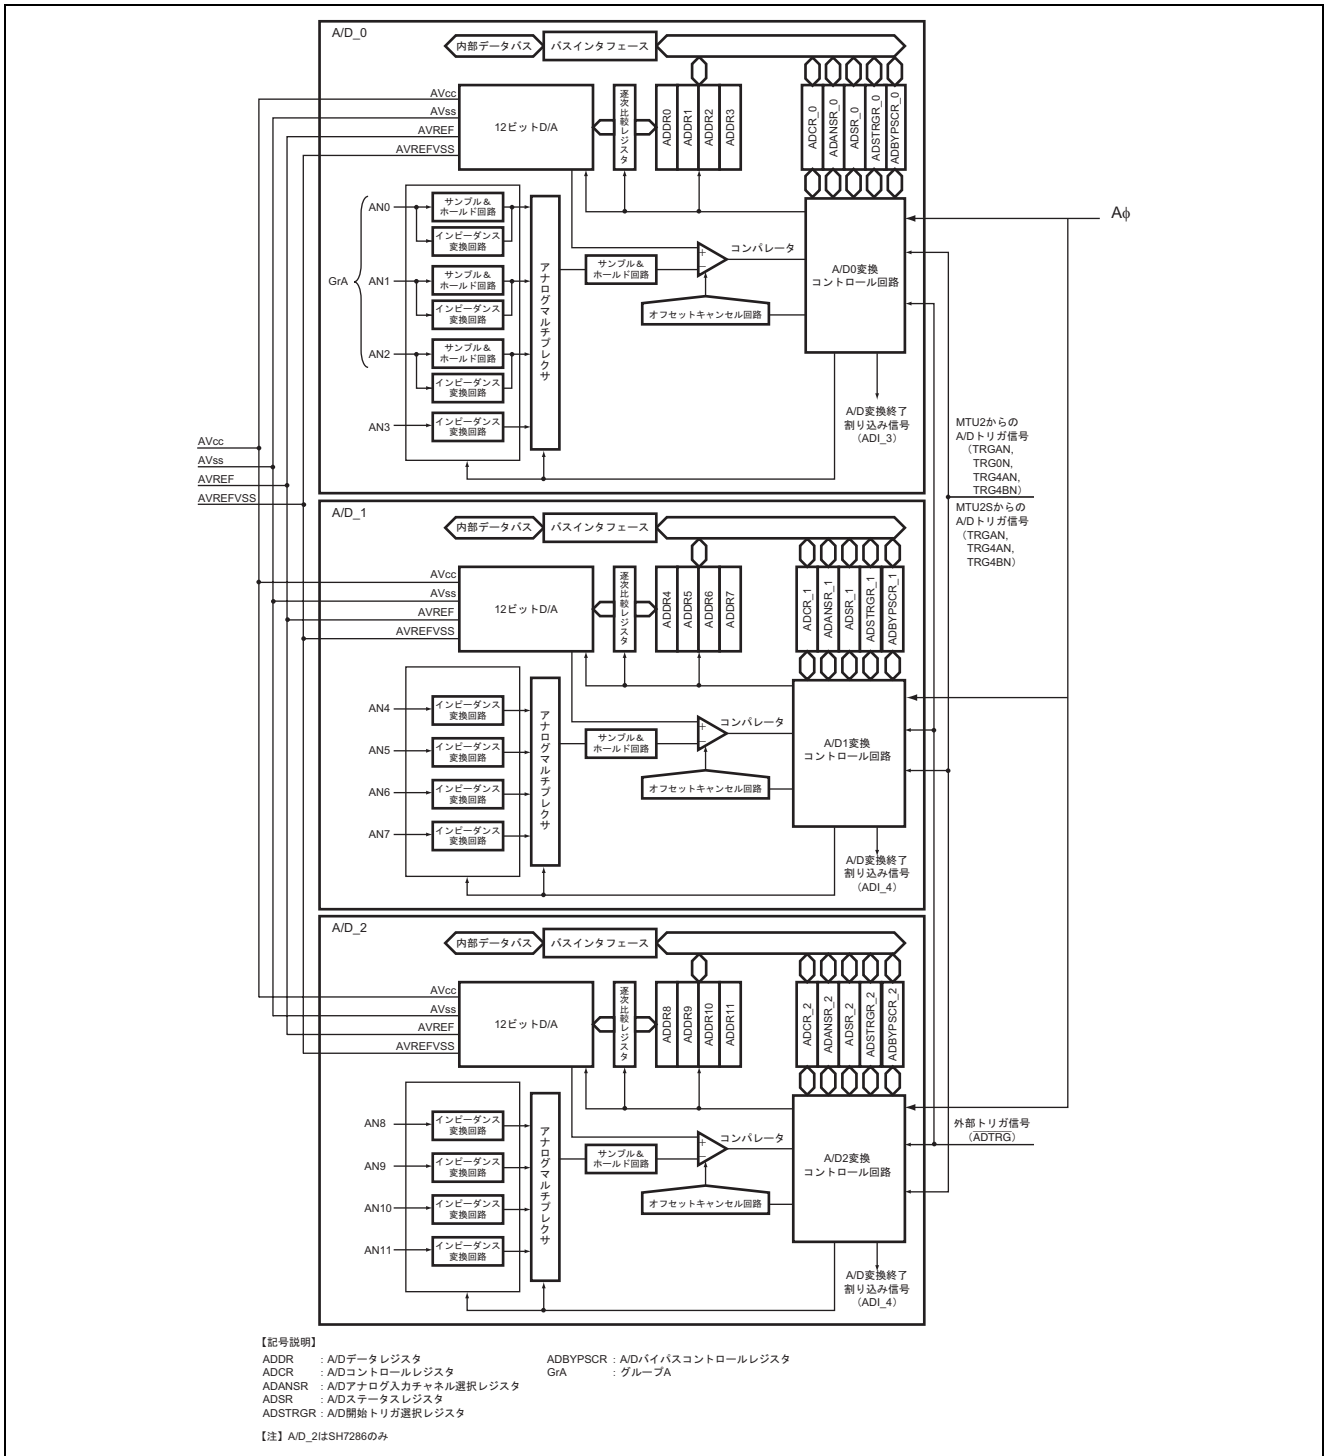 A/D_0
内部データバス
バスインタフェース
AVcc
AVss
AVREF
AVREFVSS
12ビットD/A
逐次比較レジスタ
ADDR0
ADDR1
ADDR2
ADDR3
ADCR_0
ADANSR_0
ADSR_0
ADSTRGR_0
ADBYPSCR_0
GrA
AN0
サンプル&
ホールド回路
インピーダンス
変換回路
AN1
サンプル&
ホールド回路
インピーダンス
変換回路
AN2
サンプル&
ホールド回路
インピーダンス
変換回路
AN3
インピーダンス
変換回路
アナログマルチプレクサ
サンプル&
ホールド回路
+
−
コンパレータ
オフセットキャンセル回路
A/D0変換
コントロール回路
Aφ
A/D変換終了
割り込み信号
(ADI_3)
AVcc
AVss
AVREF
AVREFVSS
MTU2からの
A/Dトリガ信号
(TRGAN,
TRG0N,
TRG4AN,
TRG4BN)
MTU2Sからの
A/Dトリガ信号
(TRGAN,
TRG4AN,
TRG4BN)
A/D_1
内部データバス
バスインタフェース
AVcc
AVss
AVREF
AVREFVSS
12ビットD/A
逐次比較レジスタ
ADDR4
ADDR5
ADDR6
ADDR7
ADCR_1
ADANSR_1
ADSR_1
ADSTRGR_1
ADBYPSCR_1
AN4
インピーダンス
変換回路
AN5
インピーダンス
変換回路
AN6
インピーダンス
変換回路
AN7
インピーダンス
変換回路
アナログマルチプレクサ
サンプル&
ホールド回路
+
−
コンパレータ
オフセットキャンセル回路
A/D1変換
コントロール回路
A/D変換終了
割り込み信号
(ADI_4)
A/D_2
内部データバス
バスインタフェース
AVcc
AVss
AVREF
AVREFVSS
12ビットD/A
逐次比較レジスタ
ADDR8
ADDR9
ADDR10
ADDR11
ADCR_2
ADANSR_2
ADSR_2
ADSTRGR_2
ADBYPSCR_2
AN8
インピーダンス
変換回路
AN9
インピーダンス
変換回路
AN10
インピーダンス
変換回路
AN11
インピーダンス
変換回路
アナログマルチプレクサ
サンプル&
ホールド回路
+
−
コンパレータ
オフセットキャンセル回路
A/D2変換
コントロール回路
外部トリガ信号
(ADTRG)
A/D変換終了
割り込み信号
(ADI_4)
【記号説明】
ADDR : A/Dデータレジスタ
ADCR : A/Dコントロールレジスタ
ADANSR : A/Dアナログ入力チャネル選択レジスタ
ADSR : A/Dステータスレジスタ
ADSTRGR : A/D開始トリガ選択レジスタ
ADBYPSCR : A/Dバイパスコントロールレジスタ
GrA : グループA
【注】A/D_2はSH7286のみ